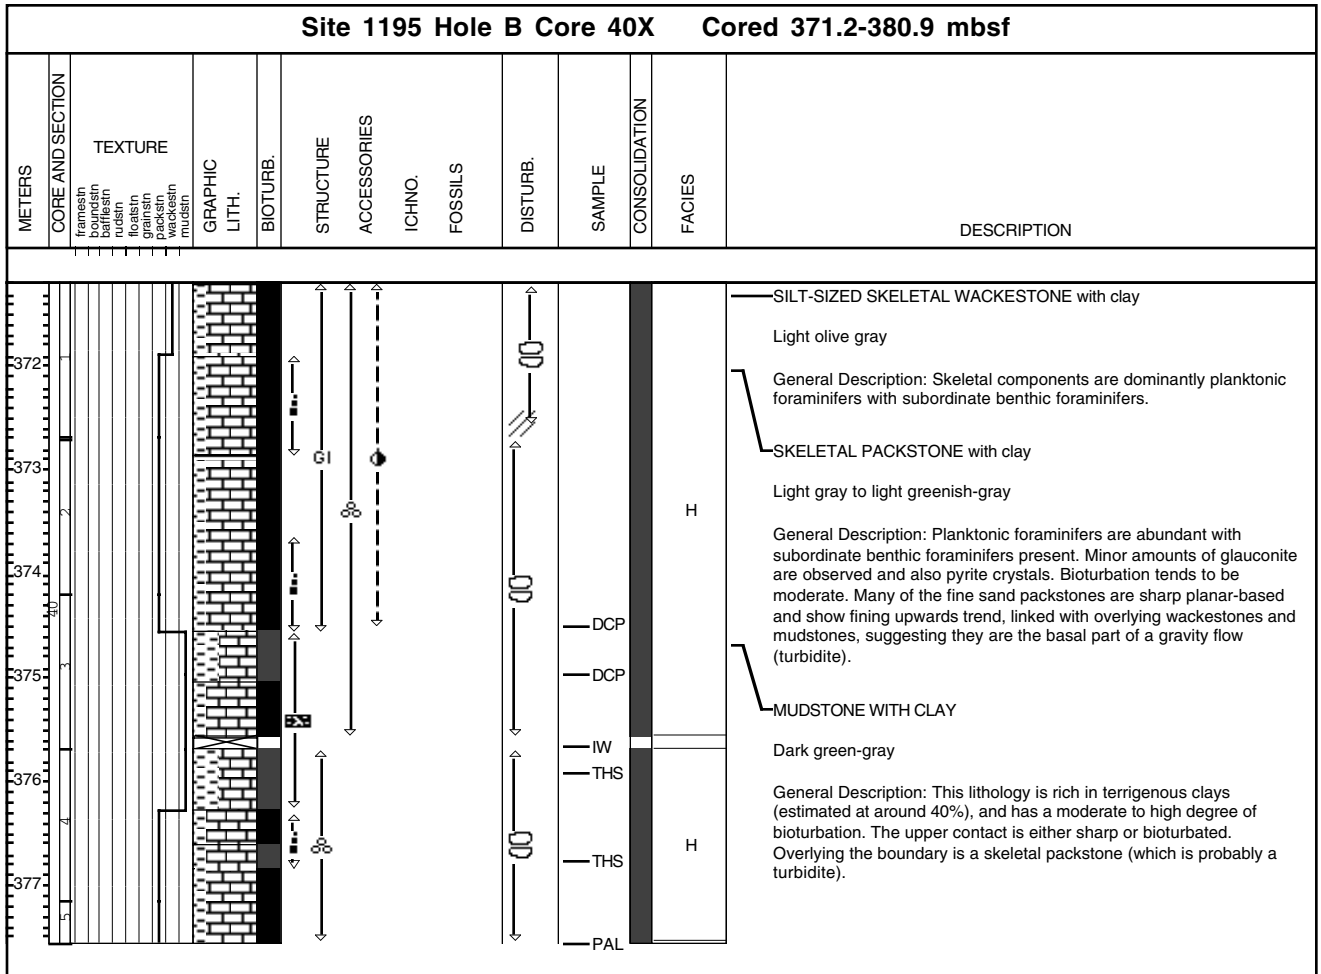 Site 1195 Hole B Core 40X Cored 371.2-380.9 mbsf
METERS
CORE AND SECTION
TEXTURE
framestn
boundstn
bafflestn
rudstn
floatstn
grainstn
packstn
wackestn
mudstn
GRAPHIC
LITH.
BIOTURB.
STRUCTURE
ACCESSORIES
ICHNO.
FOSSILS
DISTURB.
SAMPLE
CONSOLIDATION
FACIES
DESCRIPTION
372
373
374
375
376
377
40
1
2
3
4
5
GI
DCP
DCP
IW
THS
THS
PAL
H
H
SILT-SIZED SKELETAL WACKESTONE with clay
Light olive gray
General Description: Skeletal components are dominantly planktonic
foraminifers with subordinate benthic foraminifers.
SKELETAL PACKSTONE with clay
Light gray to light greenish-gray
General Description: Planktonic foraminifers are abundant with
subordinate benthic foraminifers present. Minor amounts of glauconite
are observed and also pyrite crystals. Bioturbation tends to be
moderate. Many of the fine sand packstones are sharp planar-based
and show fining upwards trend, linked with overlying wackestones and
mudstones, suggesting they are the basal part of a gravity flow
(turbidite).
MUDSTONE WITH CLAY
Dark green-gray
General Description: This lithology is rich in terrigenous clays
(estimated at around 40%), and has a moderate to high degree of
bioturbation. The upper contact is either sharp or bioturbated.
Overlying the boundary is a skeletal packstone (which is probably a
turbidite).